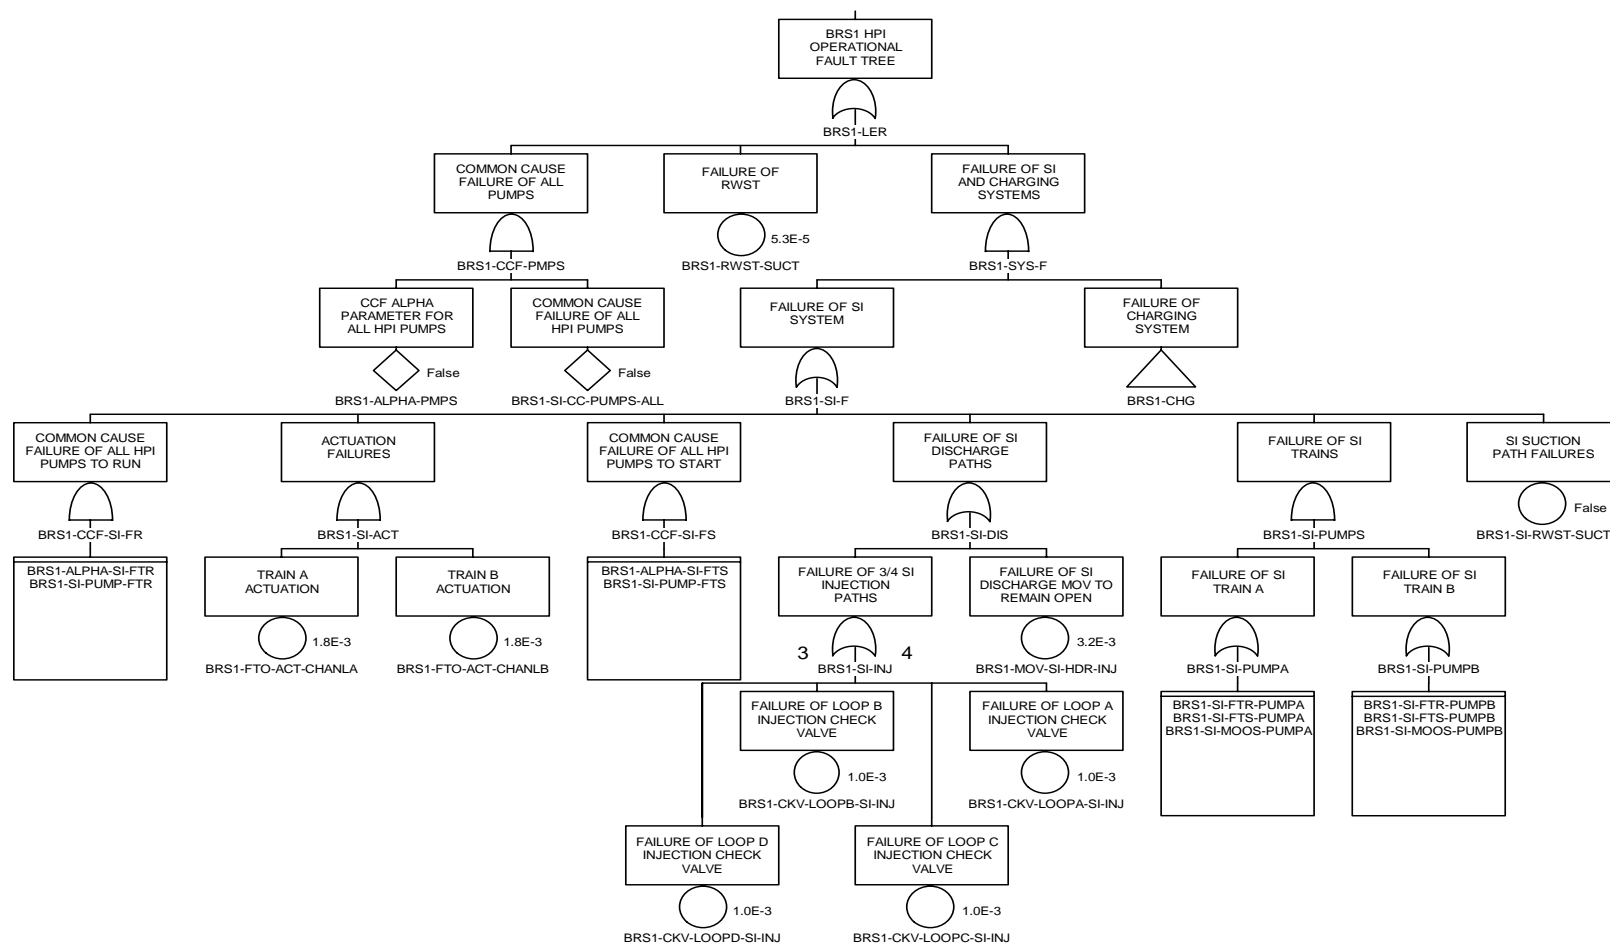 BRS1 HPI
OPERATIONAL
FAULT TREE
BRS1-LER
COMMON CAUSE
FAILURE OF ALL
PUMPS
BRS1-CCF-PMPS
FAILURE OF
RWST
5.3E-5
BRS1-RWST-SUCT
FAILURE OF SI
AND CHARGING
SYSTEMS
BRS1-SYS-F
CCF ALPHA
PARAMETER FOR
ALL HPI PUMPS
False
BRS1-ALPHA-PMPS
COMMON CAUSE
FAILURE OF ALL
HPI PUMPS
False
BRS1-SI-CC-PUMPS-ALL
FAILURE OF SI
SYSTEM
BRS1-SI-F
FAILURE OF
CHARGING
SYSTEM
BRS1-CHG
COMMON CAUSE
FAILURE OF ALL HPI
PUMPS TO RUN
BRS1-CCF-SI-FR
BRS1-ALPHA-SI-FTR
BRS1-SI-PUMP-FTR
ACTUATION
FAILURES
BRS1-SI-ACT
TRAIN A
ACTUATION
1.8E-3
BRS1-FTO-ACT-CHANLA
TRAIN B
ACTUATION
1.8E-3
BRS1-FTO-ACT-CHANLB
COMMON CAUSE
FAILURE OF ALL HPI
PUMPS TO START
BRS1-CCF-SI-FS
BRS1-ALPHA-SI-FTS
BRS1-SI-PUMP-FTS
FAILURE OF SI
DISCHARGE
PATHS
BRS1-SI-DIS
FAILURE OF 3/4 SI
INJECTION
PATHS
3
4
BRS1-SI-INJ
FAILURE OF SI
DISCHARGE MOV TO
REMAIN OPEN
3.2E-3
BRS1-MOV-SI-HDR-INJ
FAILURE OF SI
TRAINS
BRS1-SI-PUMPS
FAILURE OF SI
TRAIN A
BRS1-SI-PUMPA
BRS1-SI-FTR-PUMPA
BRS1-SI-FTS-PUMPA
BRS1-SI-MOOS-PUMPA
FAILURE OF SI
TRAIN B
BRS1-SI-PUMPB
BRS1-SI-FTR-PUMPB
BRS1-SI-FTS-PUMPB
BRS1-SI-MOOS-PUMPB
SI SUCTION
PATH FAILURES
False
BRS1-SI-RWST-SUCT
FAILURE OF LOOP B
INJECTION CHECK
VALVE
1.0E-3
BRS1-CKV-LOOPB-SI-INJ
FAILURE OF LOOP A
INJECTION CHECK
VALVE
1.0E-3
BRS1-CKV-LOOPA-SI-INJ
FAILURE OF LOOP D
INJECTION CHECK
VALVE
1.0E-3
BRS1-CKV-LOOPD-SI-INJ
FAILURE OF LOOP C
INJECTION CHECK
VALVE
1.0E-3
BRS1-CKV-LOOPC-SI-INJ